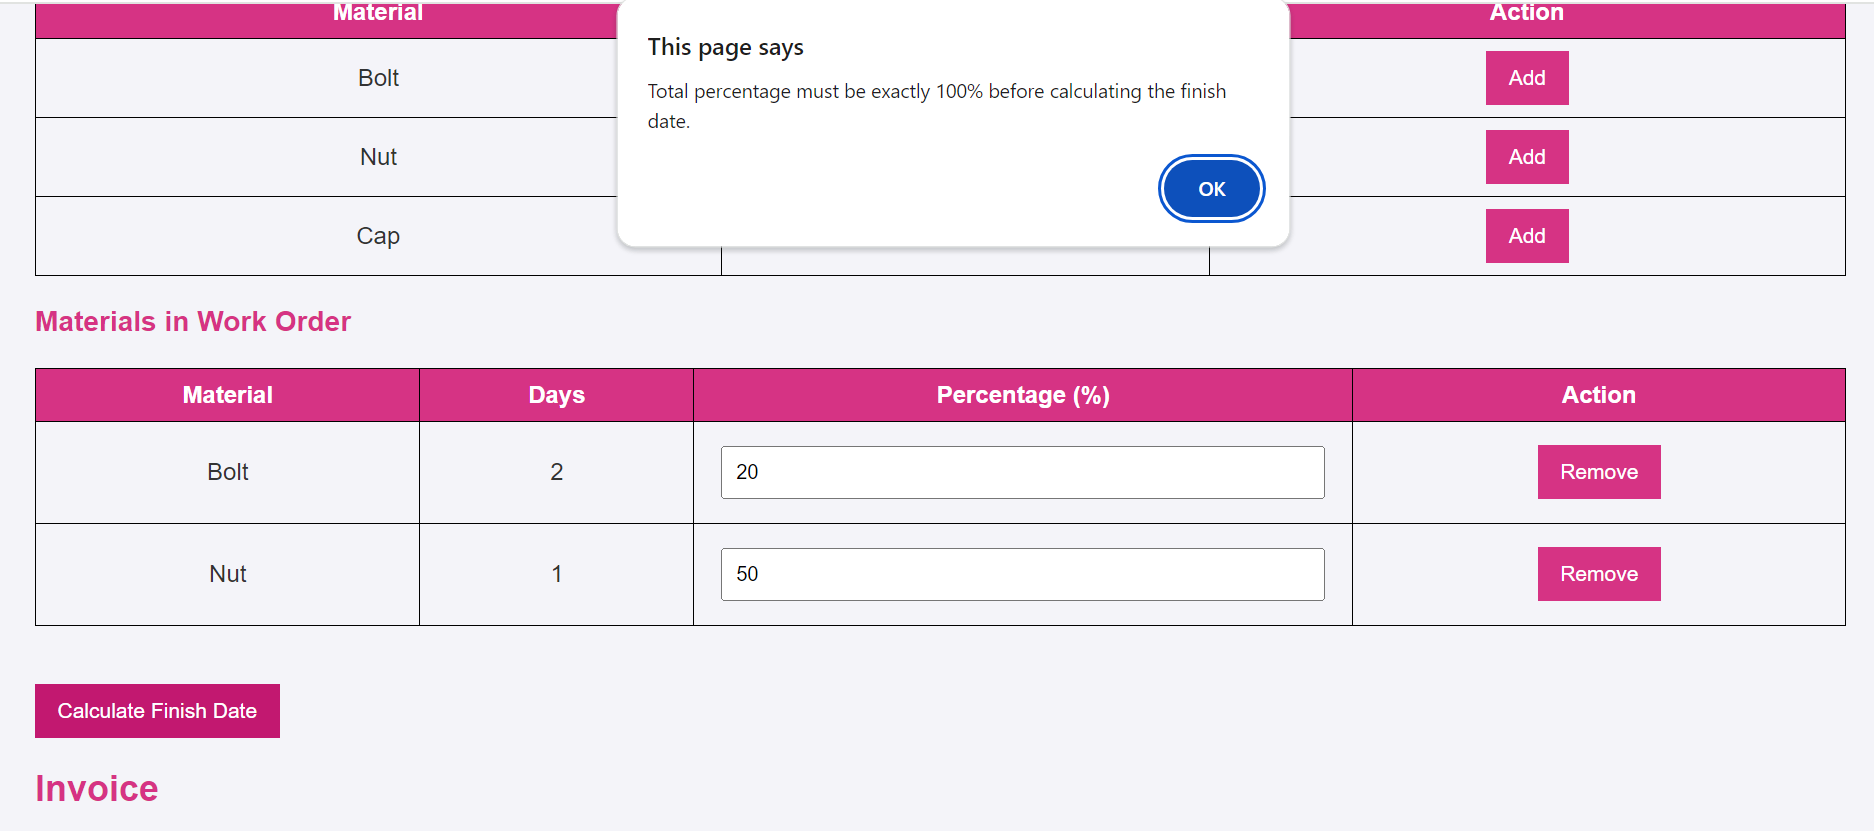 Material
Action
This page says
Total percentage must be exactly 100% before calculating the finish
date.
OK
Bolt
Add
Nut
Add
Cap
Add
Materials in Work Order
Material Days Percentage (%) Action
Bolt 2 20 Remove
Nut 1 50 Remove
Calculate Finish Date
Invoice